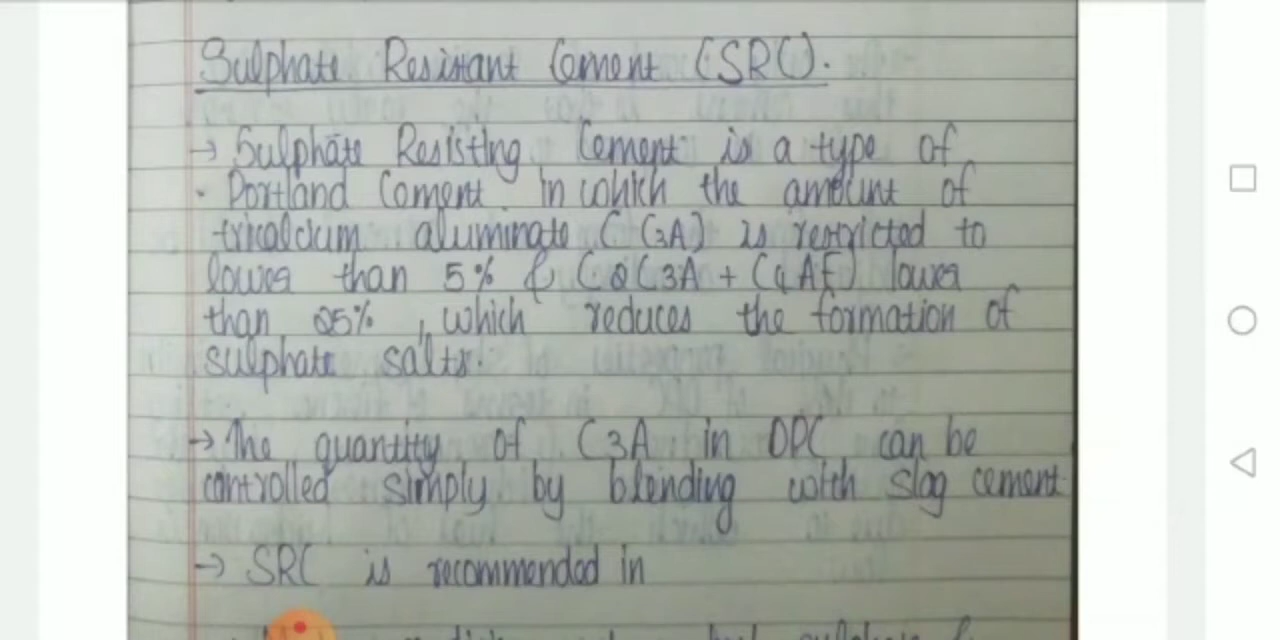 Sulphate Resistant Cement (SRC).
→ Sulphate Resisting Cement is a type of
Portland Cement in which the amount of
tricalcium aluminate (C3A) is restricted to
lower than 5% & (2C3A + C4AF) lower
than 25%, which reduces the formation of
sulphate salts.
→ The quantity of C3A in OPC can be
controlled simply by blending with slag cement
→ SRC is recommended in